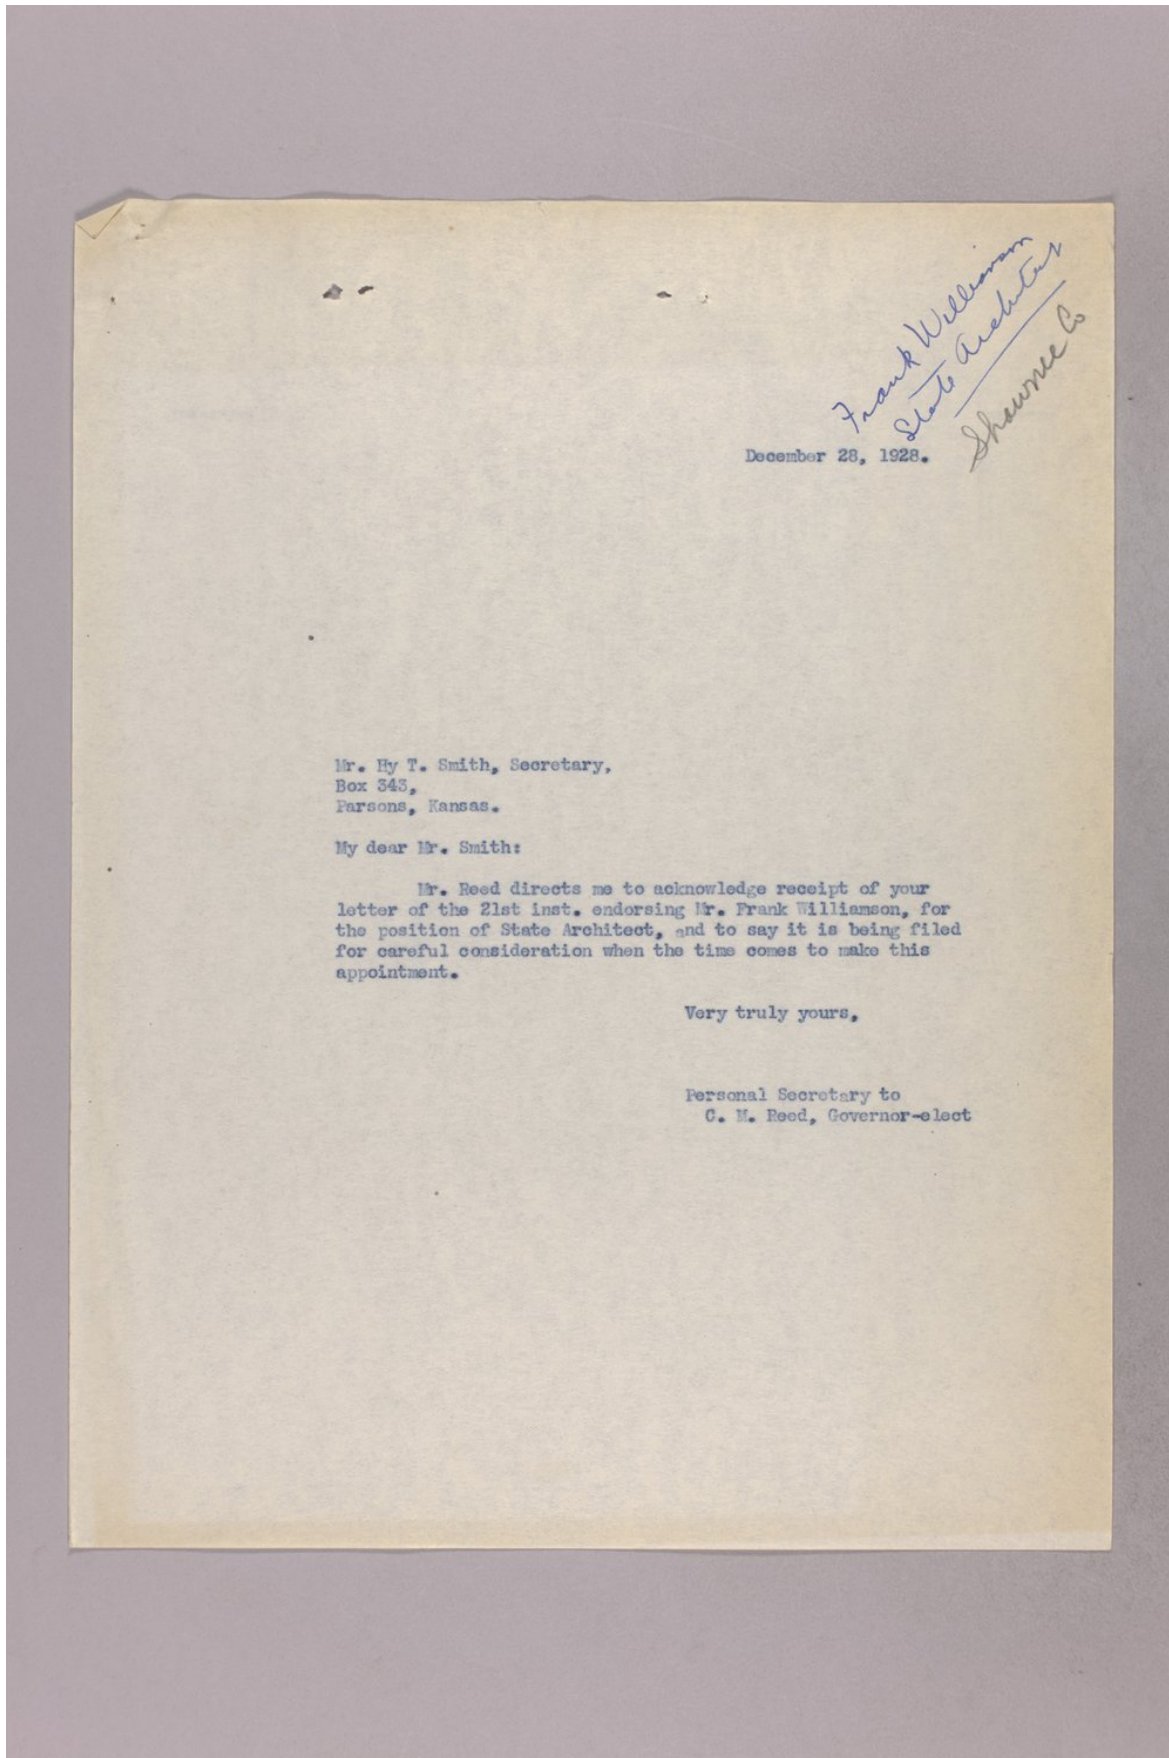 Frank Williamson
State Architect
Shawnee Co
December 28, 1928.
Mr. Hy T. Smith, Secretary,
Box 343,
Parsons, Kansas.
My dear Mr. Smith:
Mr. Reed directs me to acknowledge receipt of your
letter of the 21st inst. endorsing Mr. Frank Williamson, for
the position of State Architect, and to say it is being filed
for careful consideration when the time comes to make this
appointment.
Very truly yours,
Personal Secretary to
C. M. Reed, Governor-elect